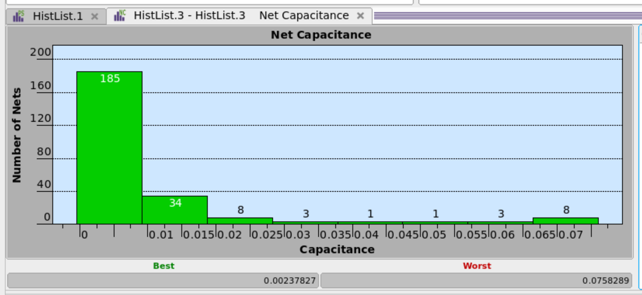 HistList.1 × HistList.3 - HistList.3 Net Capacitance ×
Net Capacitance
Number of Nets
200
160
120
80
40
0
185
34
8
3
1
1
3
8
0 0.01 0.015 0.02 0.025 0.03 0.035 0.04 0.045 0.05 0.055 0.06 0.065 0.07
Capacitance
Best Worst
0.00237827 0.0758289